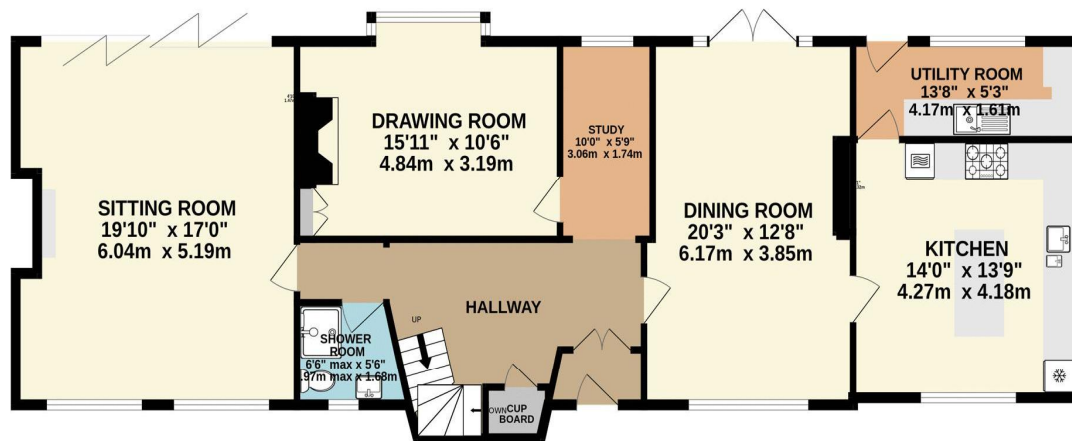 SITTING ROOM
19'10" x 17'0"
6.04m x 5.19m
DRAWING ROOM
15'11" x 10'6"
4.84m x 3.19m
STUDY
10'0" x 5'9"
3.06m x 1.74m
DINING ROOM
20'3" x 12'8"
6.17m x 3.85m
UTILITY ROOM
13'8" x 5'3"
4.17m x 1.61m
KITCHEN
14'0" x 13'9"
4.27m x 4.18m
HALLWAY
UP
SHOWER
ROOM
6'6" max x 5'6"
.97m max x 1.68m
OWN
CUP
BOARD